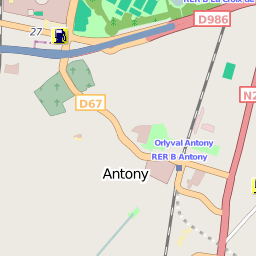 RER B La Croix de
D986
27
D67
N2
Orlyval Antony
RER B Antony
Antony